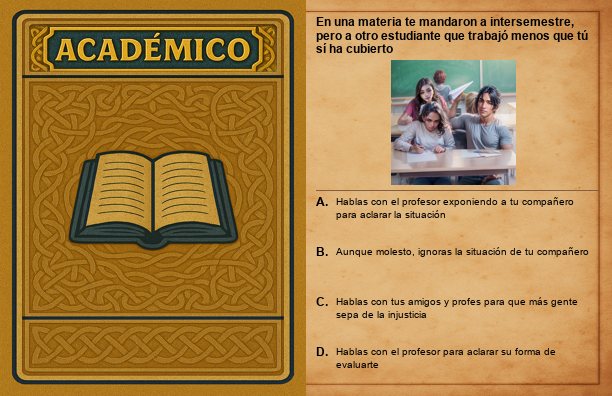 ACADÉMICO
En una materia te mandaron a intersemestre,
pero a otro estudiante que trabajó menos que tú
sí ha cubierto
A. Hablas con el profesor exponiendo a tu compañero
para aclarar la situación
B. Aunque molesto, ignoras la situación de tu compañero
C. Hablas con tus amigos y profes para que más gente
sepa de la injusticia
D. Hablas con el profesor para aclarar su forma de
evaluarte